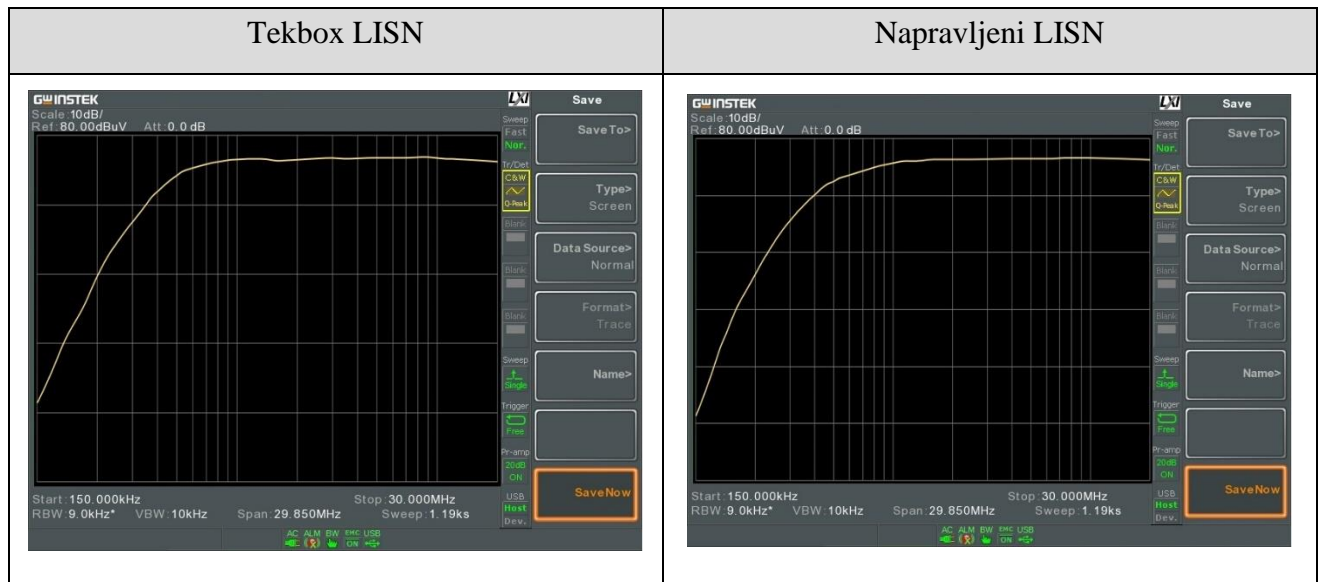 Tekbox LISN
Napravljeni LISN
GWINSTEK
LXI
Save
Scale:10dB/
Ref:80.00dBuV Att:0.0 dB
Sweep
Fast
Nor.
Tr/Det
C&W
Q-Peak
Blank
Blank
Blank
Sweep
Single
Trigger
Free
Pr-amp
20dB
ON
USB
Host
Dev.
SaveTo>
Type>
Screen
Data Source>
Normal
Format>
Trace
Name>
SaveNow
Start:150.000kHz Stop:30.000MHz
RBW:9.0kHz* VBW:10kHz Span:29.850MHz Sweep:1.19ks
AC ALM BW EMC USB
ON
GWINSTEK
LXI
Save
Scale:10dB/
Ref:80.00dBuV Att:0.0 dB
Sweep
Fast
Nor.
Tr/Det
C&W
Q-Peak
Blank
Blank
Blank
Sweep
Single
Trigger
Free
Pr-amp
20dB
ON
USB
Host
Dev.
SaveTo>
Type>
Screen
Data Source>
Normal
Format>
Trace
Name>
SaveNow
Start:150.000kHz Stop:30.000MHz
RBW:9.0kHz* VBW:10kHz Span:29.850MHz Sweep:1.19ks
AC ALM BW EMC USB
ON